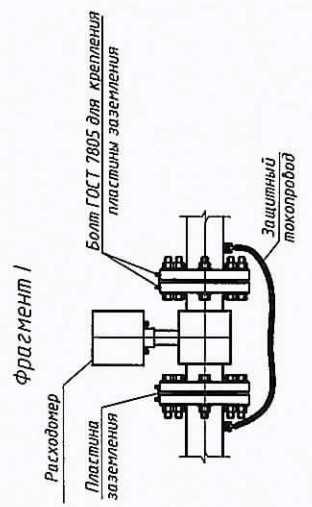 Фрагмент I
Расходомер
Пластина
заземления
Болт ГОСТ 7805 для крепления
пластины заземления
Защитный
токопровод